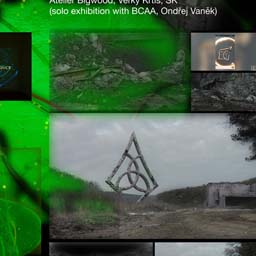 Atelier Bigwood, Veľký Krtíš, SK
(solo exhibition with BCAA, Ondřej Vaněk)